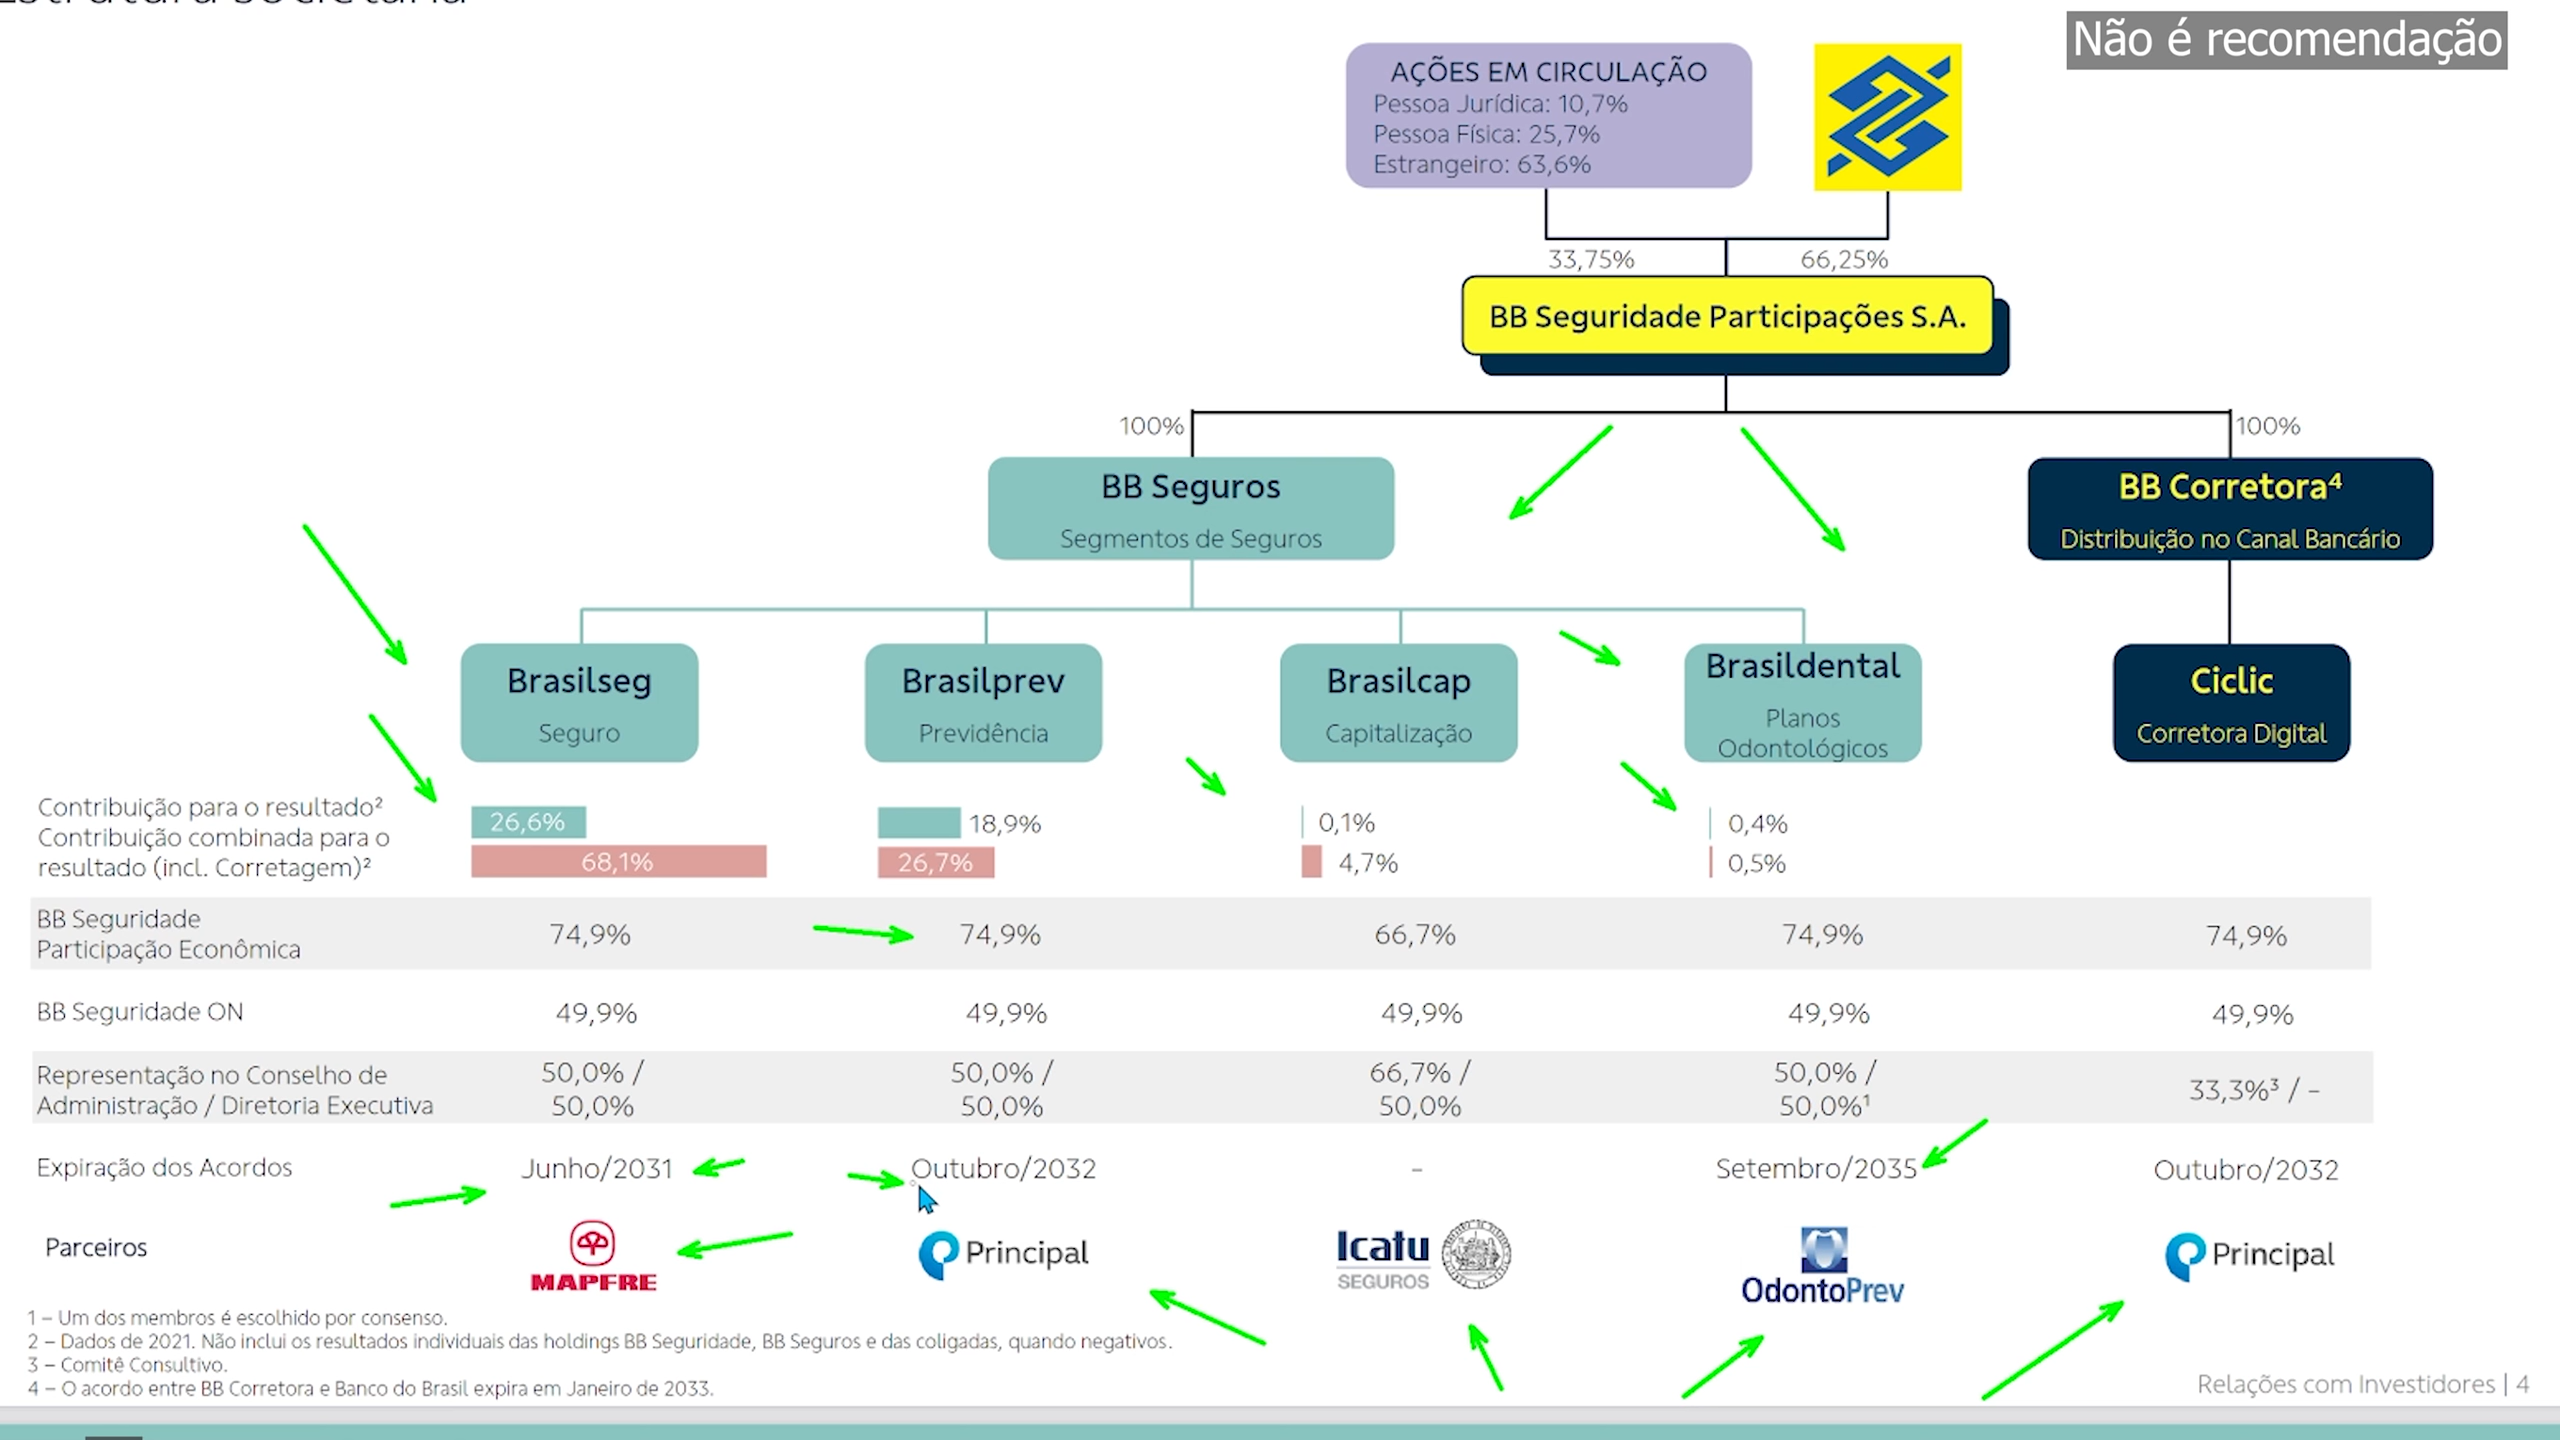 Estrutura Societária
Não é recomendação
AÇÕES EM CIRCULAÇÃO
Pessoa Jurídica: 10,7%
Pessoa Física: 25,7%
Estrangeiro: 63,6%
33,75% 66,25%
BB Seguridade Participações S.A.
100% 100%
BB Seguros
Segmentos de Seguros
BB Corretora⁴
Distribuição no Canal Bancário
Brasilseg
Seguro
Brasilprev
Previdência
Brasilcap
Capitalização
Brasildental
Planos
Odontológicos
Ciclic
Corretora Digital
Contribuição para o resultado² 26,6% 18,9% 0,1% 0,4%
Contribuição combinada para o
resultado (incl. Corretagem)² 68,1% 26,7% 4,7% 0,5%
BB Seguridade
Participação Econômica 74,9% 74,9% 66,7% 74,9% 74,9%
BB Seguridade ON 49,9% 49,9% 49,9% 49,9% 49,9%
Representação no Conselho de 50,0% / 50,0% / 66,7% / 50,0% / 33,3%³ / –
Administração / Diretoria Executiva 50,0% 50,0% 50,0% 50,0%¹
Expiração dos Acordos Junho/2031 Outubro/2032 – Setembro/2035 Outubro/2032
Parceiros MAPFRE Principal Icatu SEGUROS OdontoPrev Principal
1 – Um dos membros é escolhido por consenso.
2 – Dados de 2021. Não inclui os resultados individuais das holdings BB Seguridade, BB Seguros e das coligadas, quando negativos.
3 – Comitê Consultivo.
4 – O acordo entre BB Corretora e Banco do Brasil expira em Janeiro de 2033.
Relações com Investidores | 4